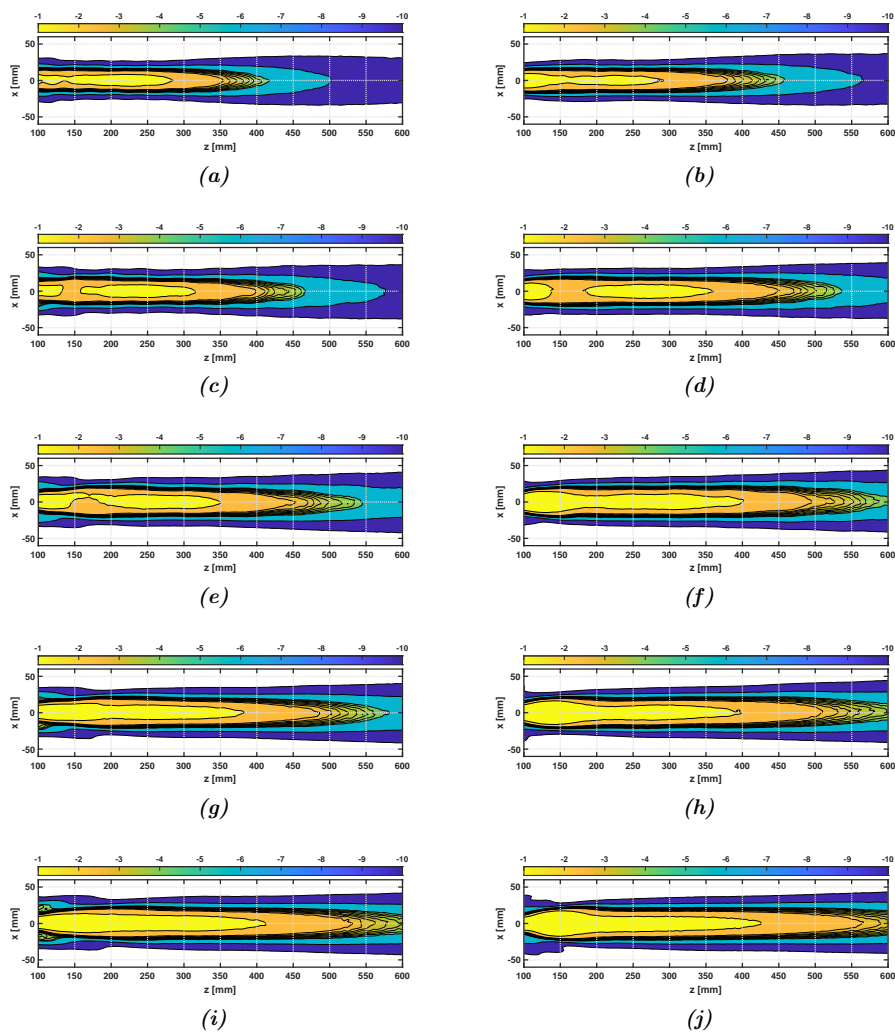 -1 -2 -3 -4 -5 -6 -7 -8 -9 -10 -1 -2 -3 -4 -5 -6 -7 -8 -9 -10
50 50
x [mm] 0 x [mm] 0
-50 -50
100 150 200 250 300 350 400 450 500 550 600 100 150 200 250 300 350 400 450 500 550 600
z [mm] z [mm]
(a) (b)
-1 -2 -3 -4 -5 -6 -7 -8 -9 -10 -1 -2 -3 -4 -5 -6 -7 -8 -9 -10
50 50
x [mm] 0 x [mm] 0
-50 -50
100 150 200 250 300 350 400 450 500 550 600 100 150 200 250 300 350 400 450 500 550 600
z [mm] z [mm]
(c) (d)
-1 -2 -3 -4 -5 -6 -7 -8 -9 -10 -1 -2 -3 -4 -5 -6 -7 -8 -9 -10
50 50
x [mm] 0 x [mm] 0
-50 -50
100 150 200 250 300 350 400 450 500 550 600 100 150 200 250 300 350 400 450 500 550 600
z [mm] z [mm]
(e) (f)
-1 -2 -3 -4 -5 -6 -7 -8 -9 -10 -1 -2 -3 -4 -5 -6 -7 -8 -9 -10
50 50
x [mm] 0 x [mm] 0
-50 -50
100 150 200 250 300 350 400 450 500 550 600 100 150 200 250 300 350 400 450 500 550 600
z [mm] z [mm]
(g) (h)
-1 -2 -3 -4 -5 -6 -7 -8 -9 -10 -1 -2 -3 -4 -5 -6 -7 -8 -9 -10
50 50
x [mm] 0 x [mm] 0
-50 -50
100 150 200 250 300 350 400 450 500 550 600 100 150 200 250 300 350 400 450 500 550 600
z [mm] z [mm]
(i) (j)